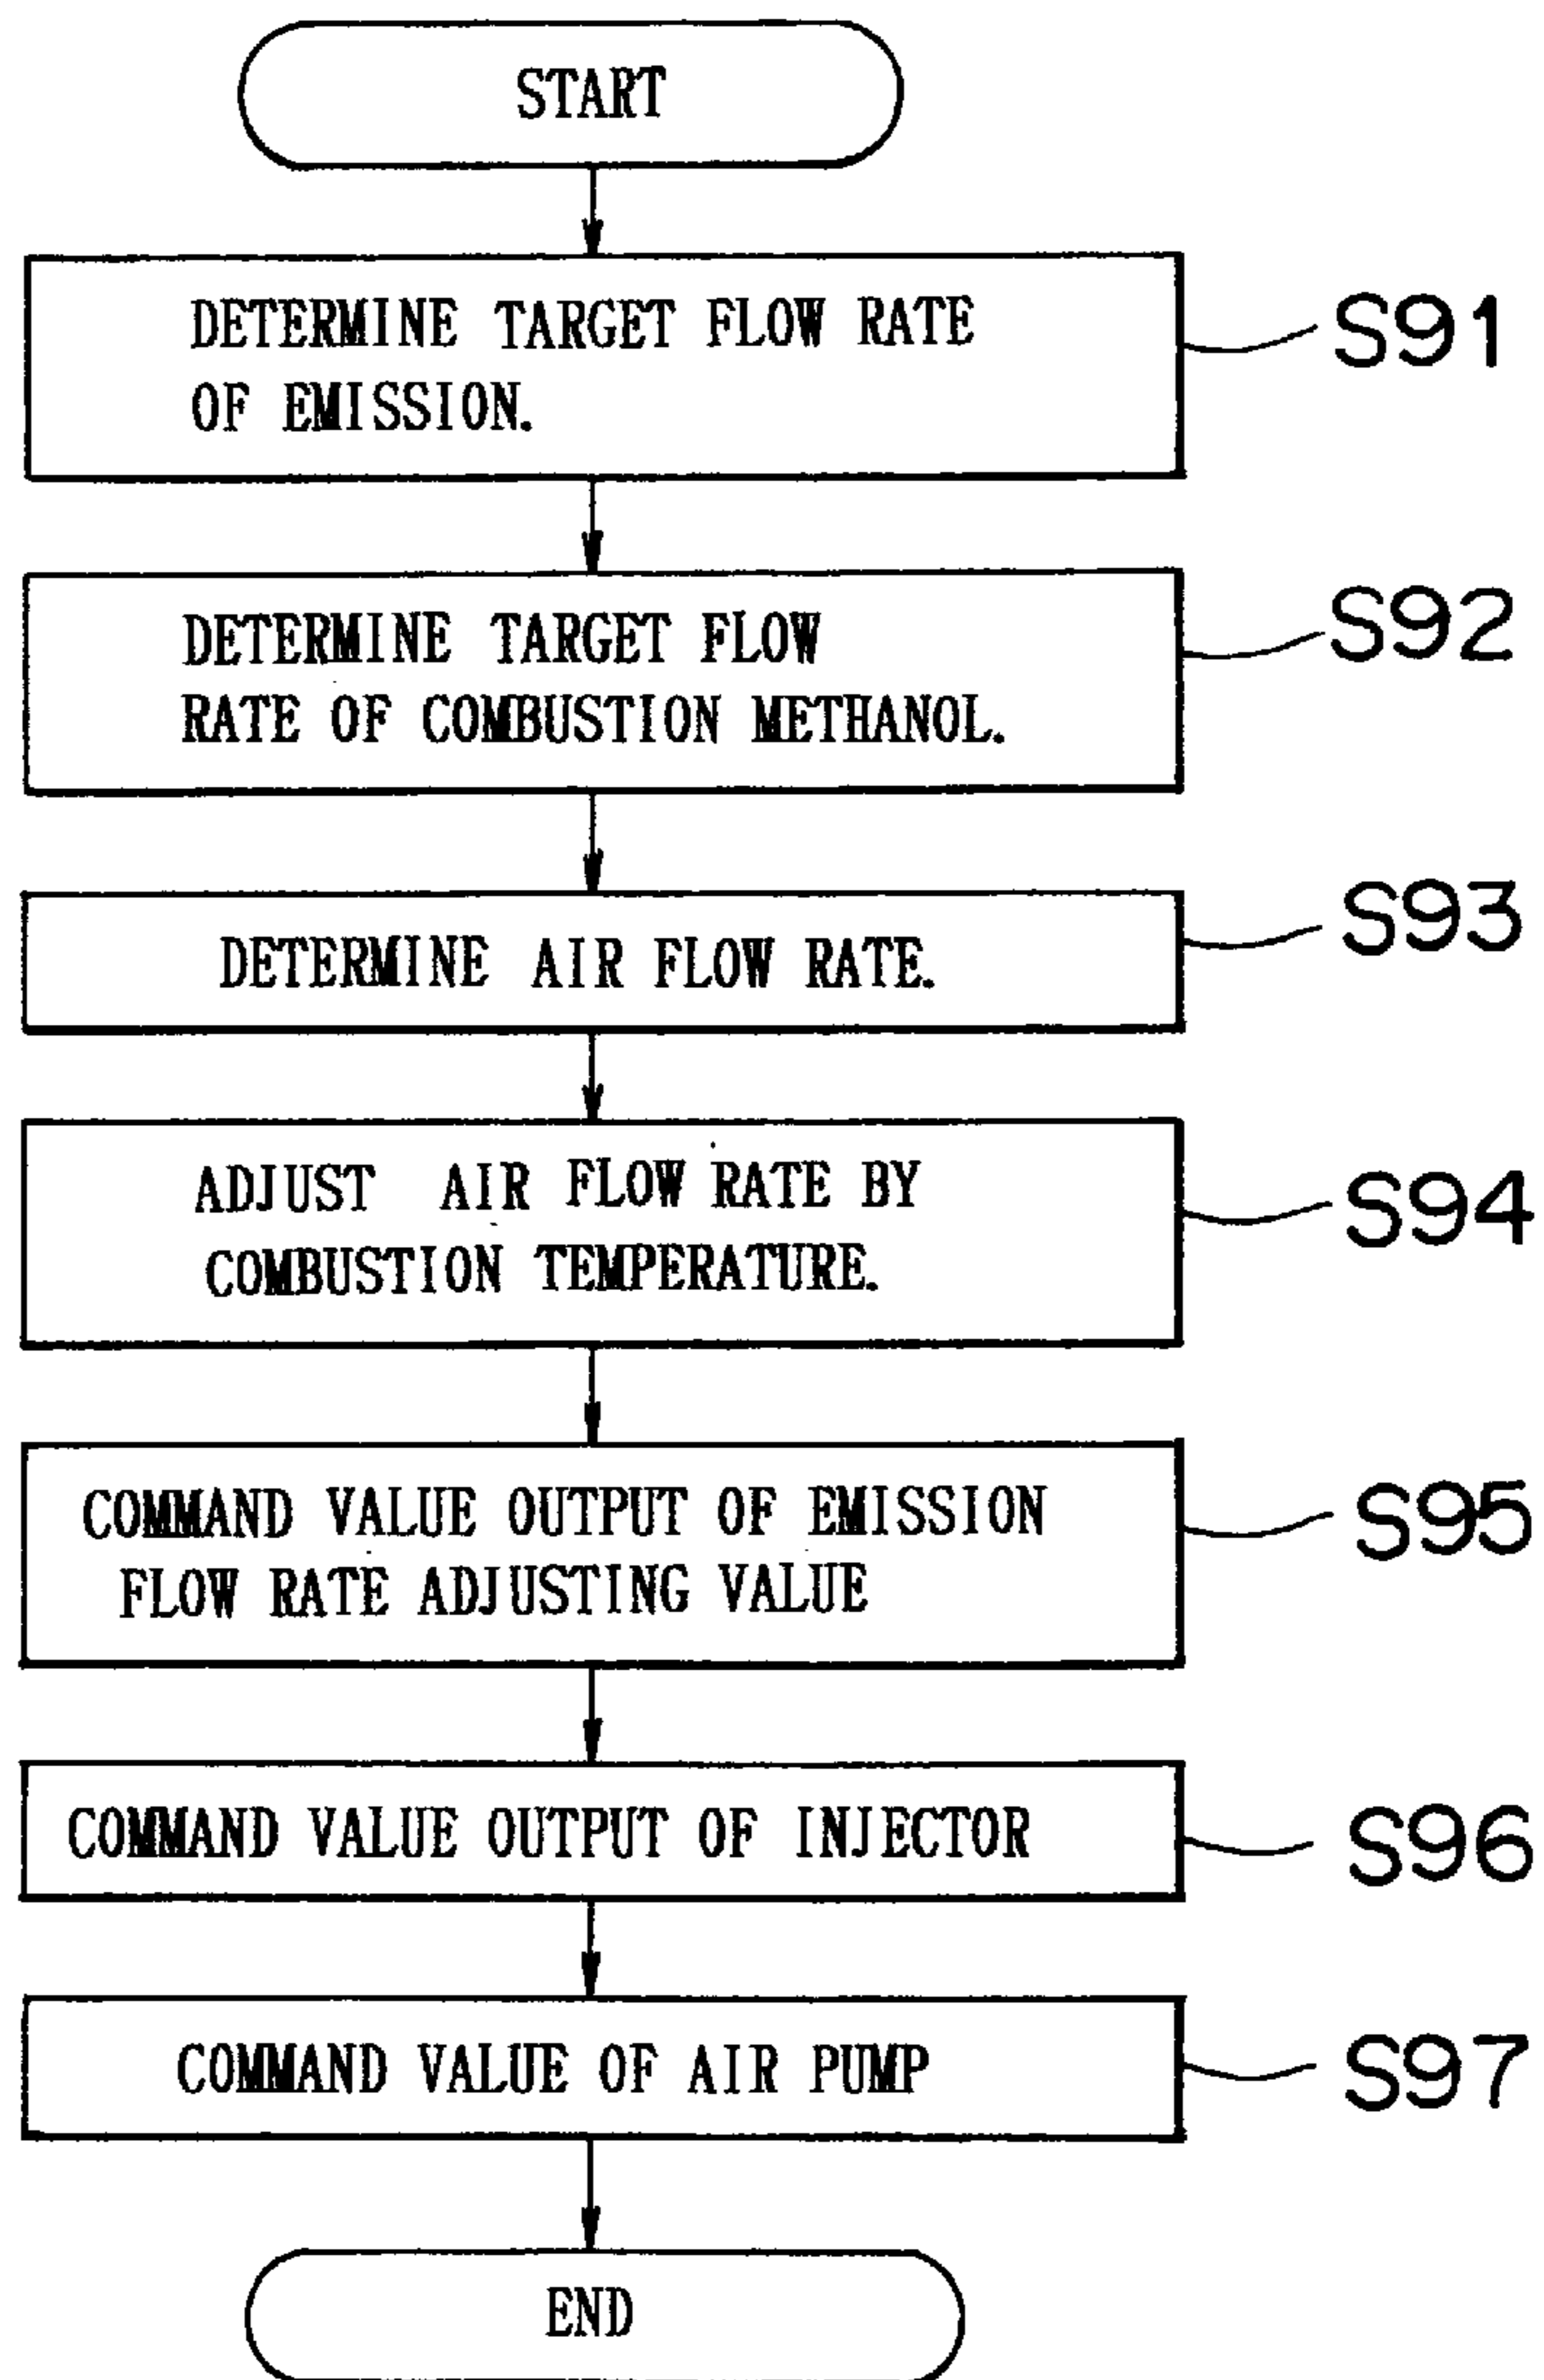 START
DETERMINE TARGET FLOW RATE
OF EMISSION.
S91
DETERMINE TARGET FLOW
RATE OF COMBUSTION METHANOL.
S92
DETERMINE AIR FLOW RATE.
S93
ADJUST AIR FLOW RATE BY
COMBUSTION TEMPERATURE.
S94
COMMAND VALUE OUTPUT OF EMISSION
FLOW RATE ADJUSTING VALUE
S95
COMMAND VALUE OUTPUT OF INJECTOR
S96
COMMAND VALUE OF AIR PUMP
S97
END